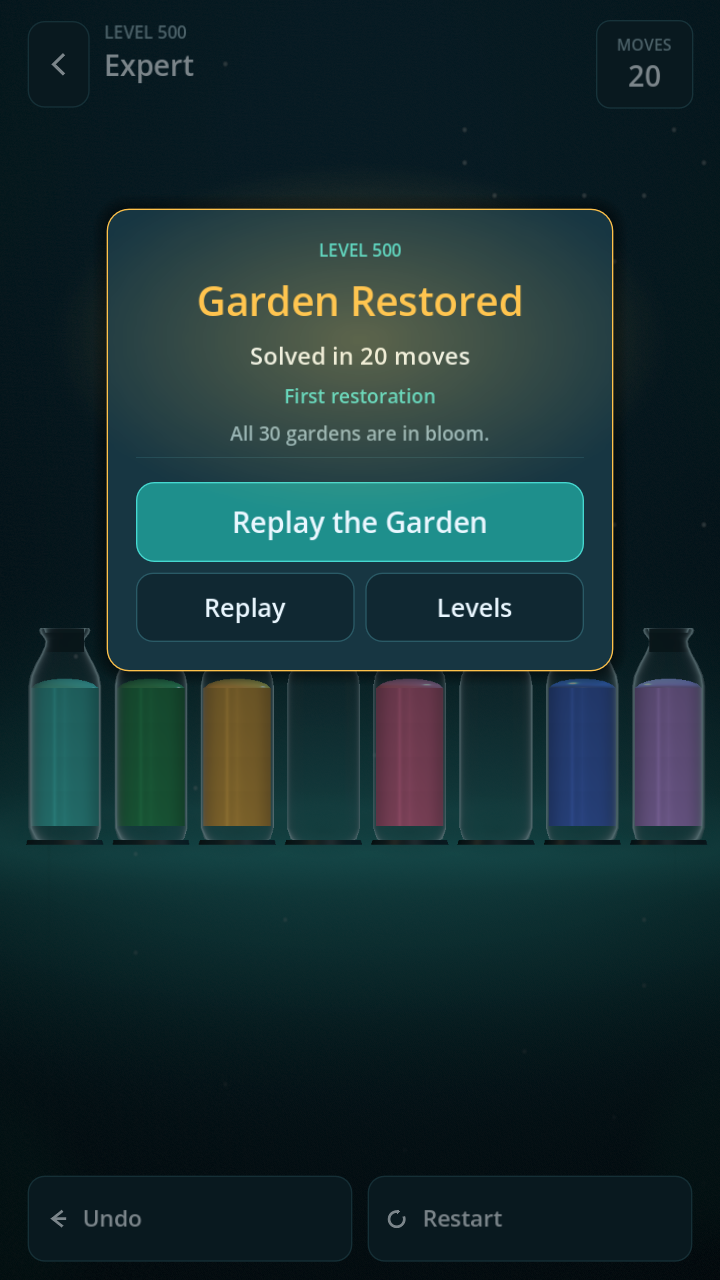 LEVEL 500
Expert
MOVES
20
LEVEL 500
Garden Restored
Solved in 20 moves
First restoration
All 30 gardens are in bloom.
Replay the Garden
Replay
Levels
Undo
Restart